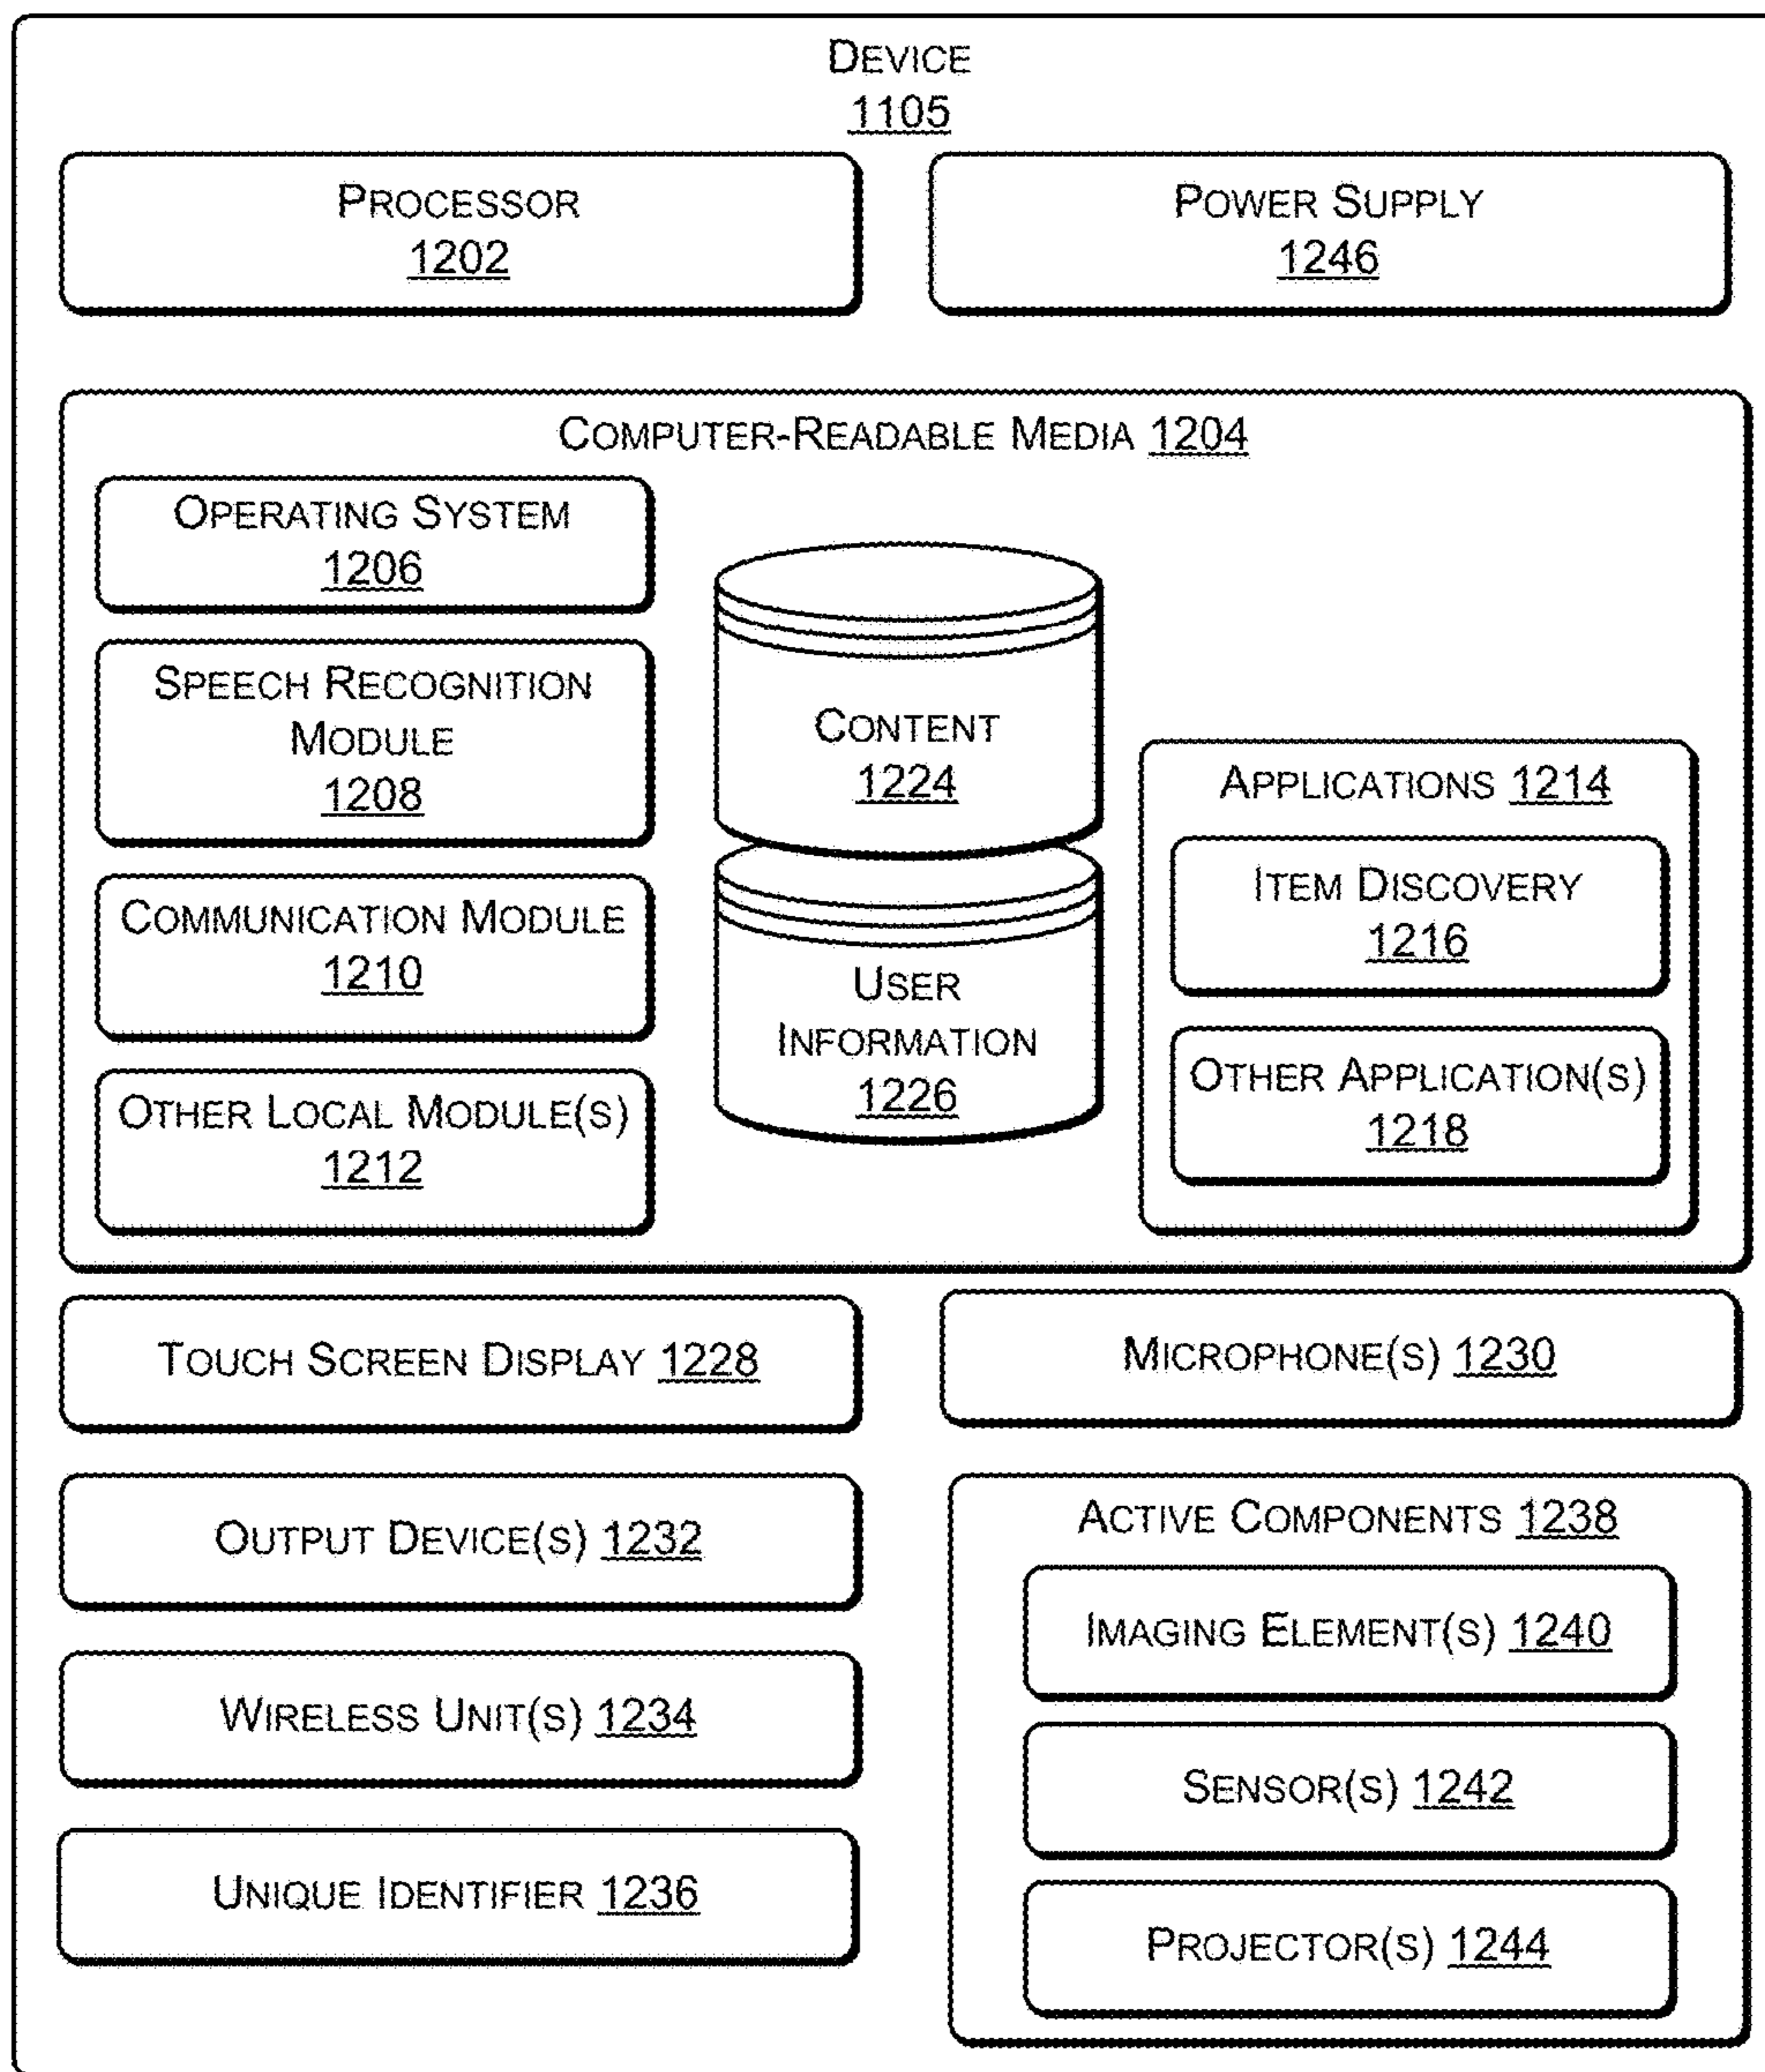 DEVICE
1105
PROCESSOR
1202
POWER SUPPLY
1246
COMPUTER-READABLE MEDIA 1204
OPERATING SYSTEM
1206
SPEECH RECOGNITION
MODULE
1208
COMMUNICATION MODULE
1210
OTHER LOCAL MODULE(S)
1212
CONTENT
1224
USER
INFORMATION
1226
APPLICATIONS 1214
ITEM DISCOVERY
1216
OTHER APPLICATION(S)
1218
TOUCH SCREEN DISPLAY 1228
MICROPHONE(S) 1230
OUTPUT DEVICE(S) 1232
WIRELESS UNIT(S) 1234
UNIQUE IDENTIFIER 1236
ACTIVE COMPONENTS 1238
IMAGING ELEMENT(S) 1240
SENSOR(S) 1242
PROJECTOR(S) 1244